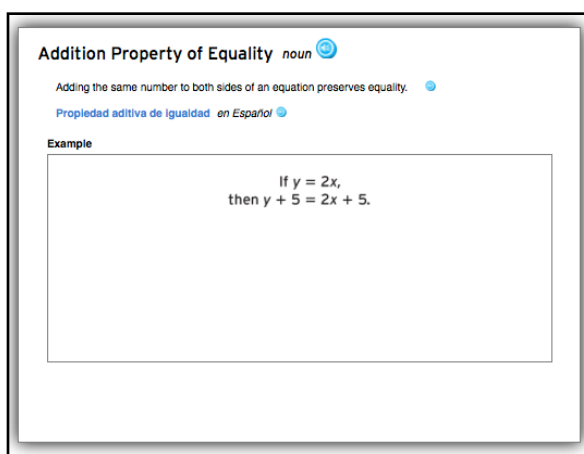 Addition Property of Equality noun
Adding the same number to both sides of an equation preserves equality.
Propiedad aditiva de igualdad en Español
Example
If y = 2x,
then y + 5 = 2x + 5.